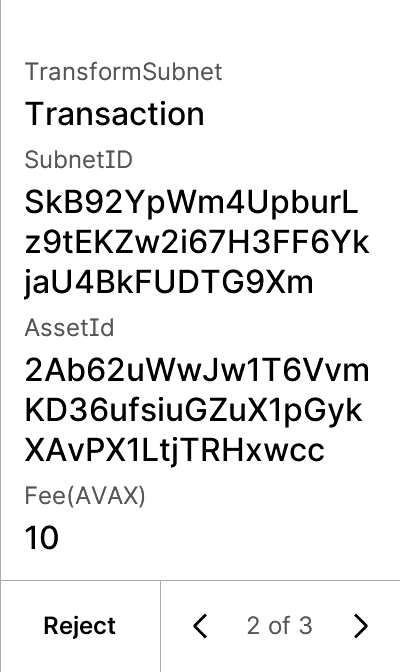 TransformSubnet
Transaction
SubnetID
SkB92YpWm4UpburL
z9tEKZw2i67H3FF6Yk
jaU4BkFUDTG9Xm
AssetId
2Ab62uWwJw1T6Vvm
KD36ufsiuGZuX1pGyk
XAvPX1LtjTRHxwcc
Fee(AVAX)
10
Reject
2 of 3